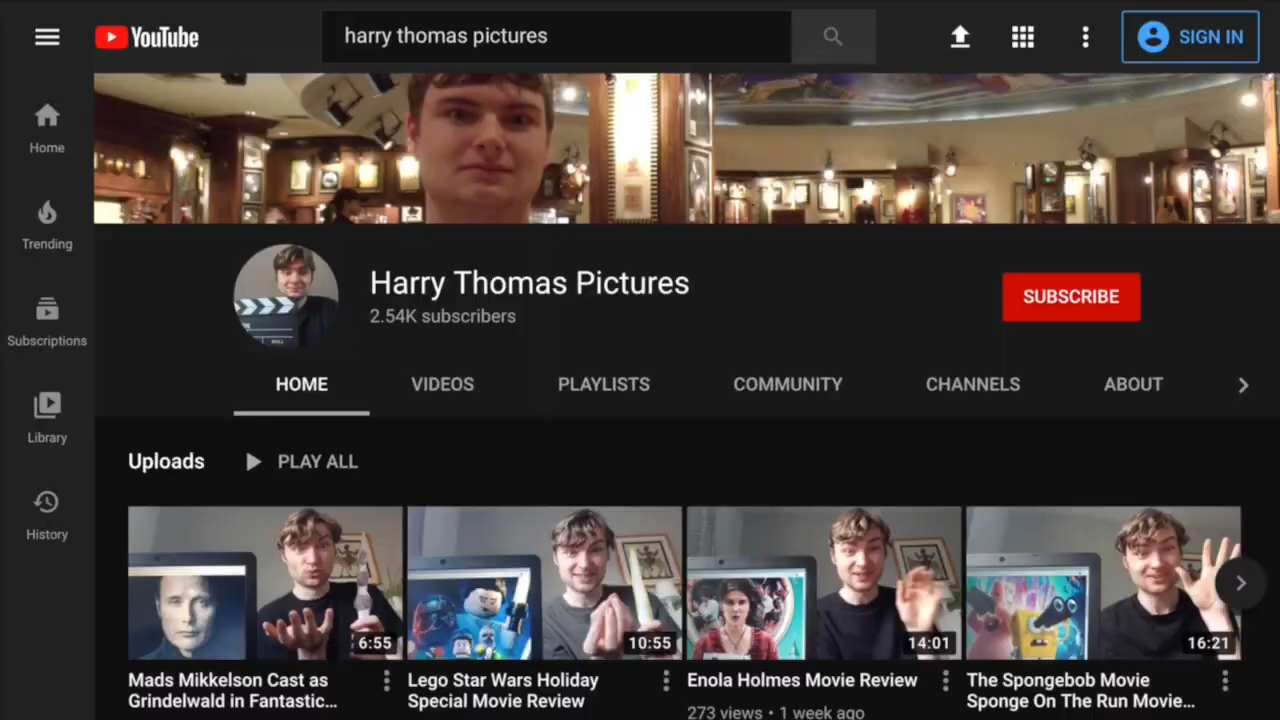 YouTube
harry thomas pictures
SIGN IN
Home
Trending
Subscriptions
Library
History
Harry Thomas Pictures
2.54K subscribers
SUBSCRIBE
HOME VIDEOS PLAYLISTS COMMUNITY CHANNELS ABOUT
Uploads PLAY ALL
6:55 10:55 14:01 16:21
Mads Mikkelson Cast as
Grindelwald in Fantastic...
Lego Star Wars Holiday
Special Movie Review
Enola Holmes Movie Review
273 views • 1 week ago
The Spongebob Movie
Sponge On The Run Movie...